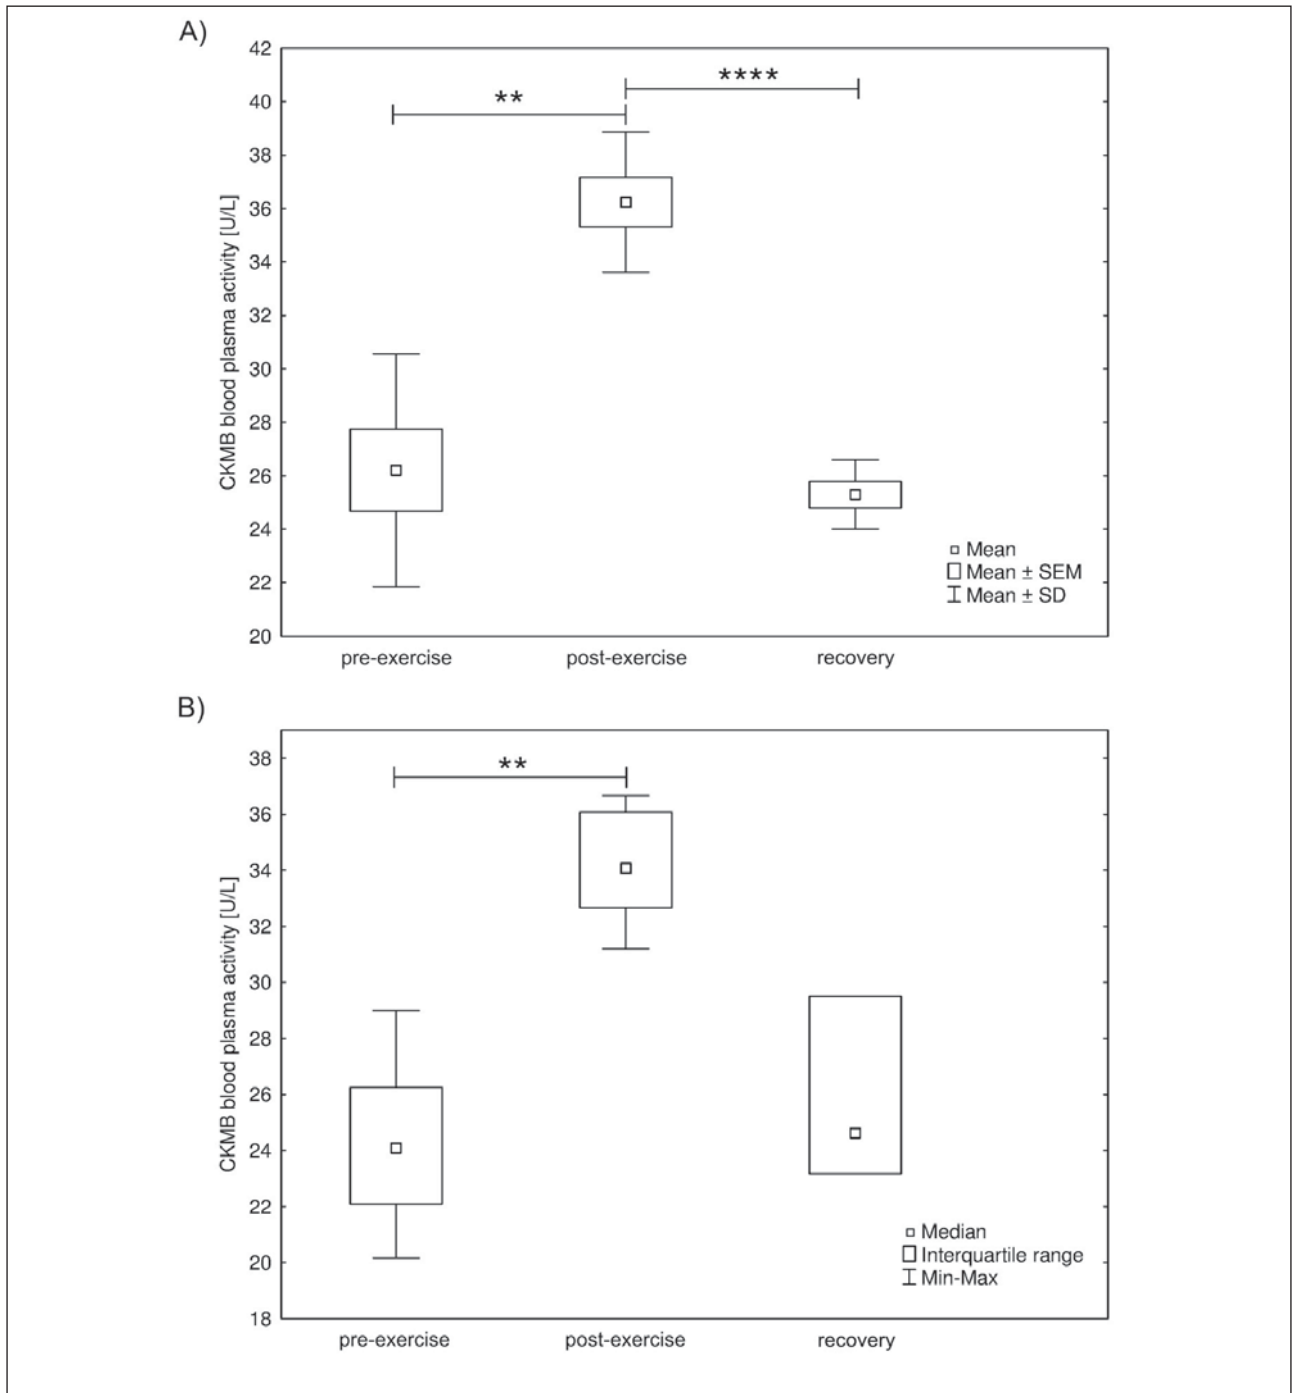 A)
42
40
38
36
34
32
30
28
26
24
22
20
CKMB blood plasma activity [U/L]
**
****
Mean
Mean ± SEM
Mean ± SD
pre-exercise post-exercise recovery
B)
38
36
34
32
30
28
26
24
22
20
18
CKMB blood plasma activity [U/L]
**
Median
Interquartile range
Min-Max
pre-exercise post-exercise recovery